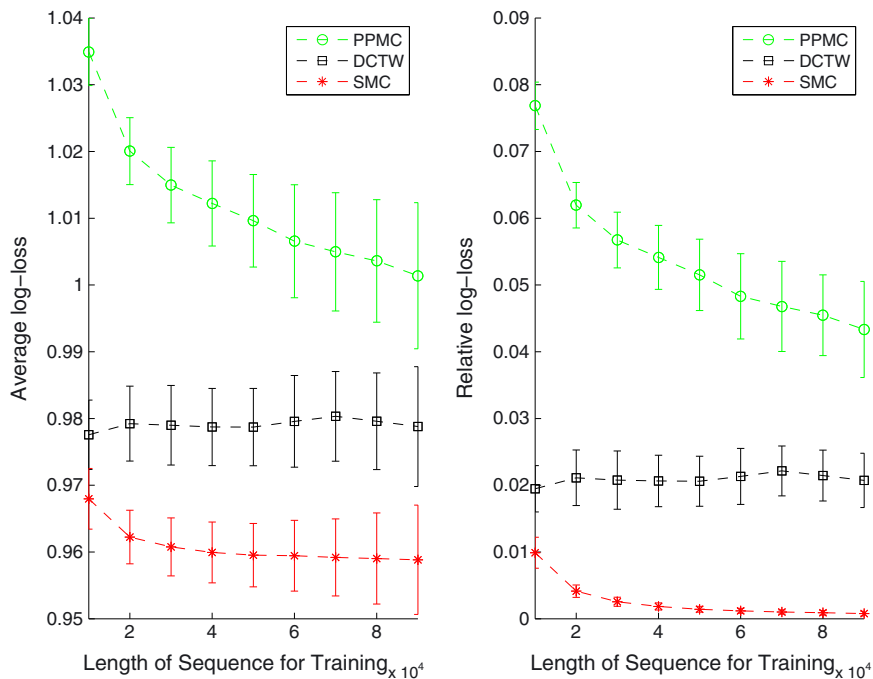 1.04
1.03
1.02
1.01
1
0.99
0.98
0.97
0.96
0.95
Average log-loss
2 4 6 8
Length of Sequence for Training x 10^4
PPMC
DCTW
SMC
0.09
0.08
0.07
0.06
0.05
0.04
0.03
0.02
0.01
0
Relative log-loss
2 4 6 8
Length of Sequence for Training x 10^4
PPMC
DCTW
SMC